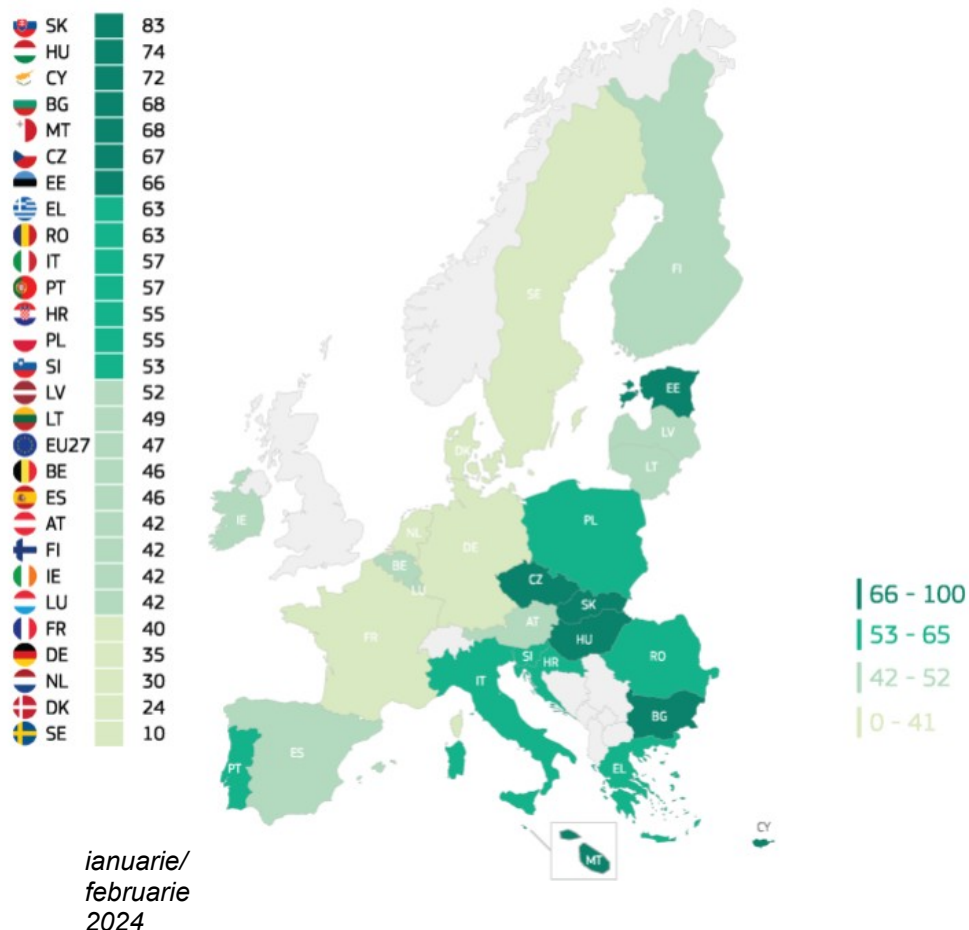 SK 83
HU 74
CY 72
BG 68
MT 68
CZ 67
EE 66
EL 63
RO 63
IT 57
PT 57
HR 55
PL 55
SI 53
LV 52
LT 49
EU27 47
BE 46
ES 46
AT 42
FI 42
IE 42
LU 42
FR 40
DE 35
NL 30
DK 24
SE 10
FI
SE
EE
LV
LT
DK
IE
NL
PL
BE
DE
LU
CZ
SK
FR
AT
HU
SI
HR
RO
IT
BG
ES
PT
EL
CY
MT
66 - 100
53 - 65
42 - 52
0 - 41
ianuarie/
februarie
2024